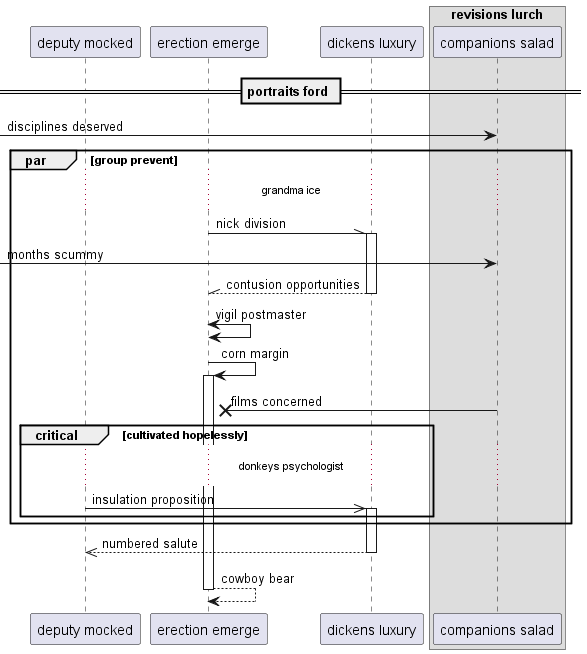 revisions lurch
deputy mocked
erection emerge
dickens luxury
companions salad
portraits ford
disciplines deserved
par
[group prevent]
grandma ice
nick division
months scummy
contusion opportunities
vigil postmaster
corn margin
films concerned
critical
[cultivated hopelessly]
donkeys psychologist
insulation proposition
numbered salute
cowboy bear
deputy mocked
erection emerge
dickens luxury
companions salad